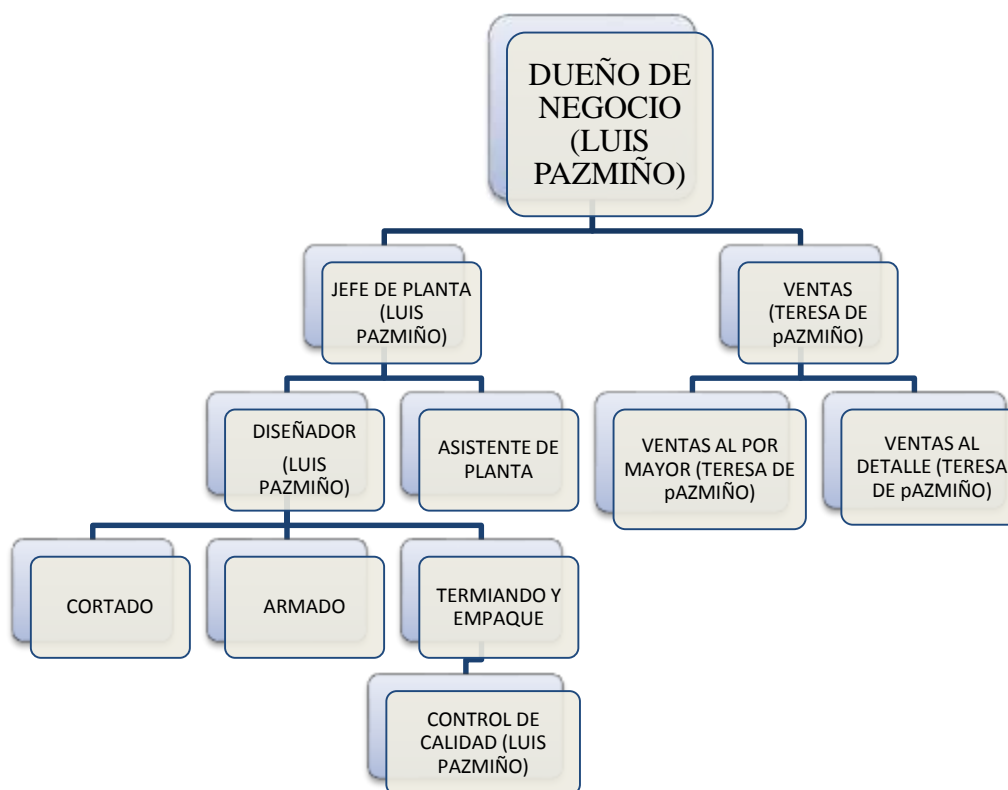 DUEÑO DE
NEGOCIO
(LUIS
PAZMIÑO)
JEFE DE PLANTA
(LUIS
PAZMIÑO)
VENTAS
(TERESA DE
pAZMIÑO)
DISEÑADOR
(LUIS
PAZMIÑO)
ASISTENTE DE
PLANTA
VENTAS AL POR
MAYOR (TERESA DE
pAZMIÑO)
VENTAS AL
DETALLE (TERESA
DE pAZMIÑO)
CORTADO
ARMADO
TERMIANDO Y
EMPAQUE
CONTROL DE
CALIDAD (LUIS
PAZMIÑO)